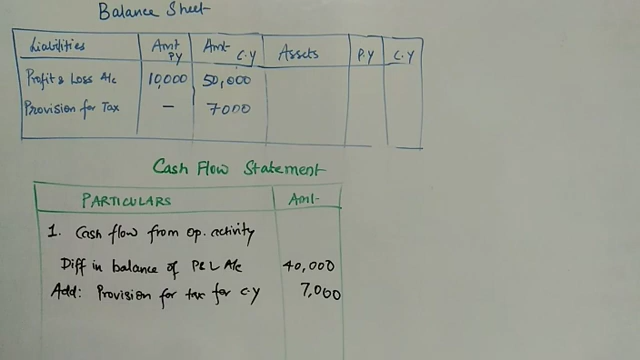 Balance Sheet
Liabilities Amt PY Amt C.Y Assets P.Y C.Y
Profit & Loss A/c 10,000 50,000
Provision for Tax — 7000
Cash Flow Statement
PARTICULARS Amt
1. Cash flow from op. activity
Diff in balance of P&L A/c 40,000
Add: Provision for tax for c.y 7,000